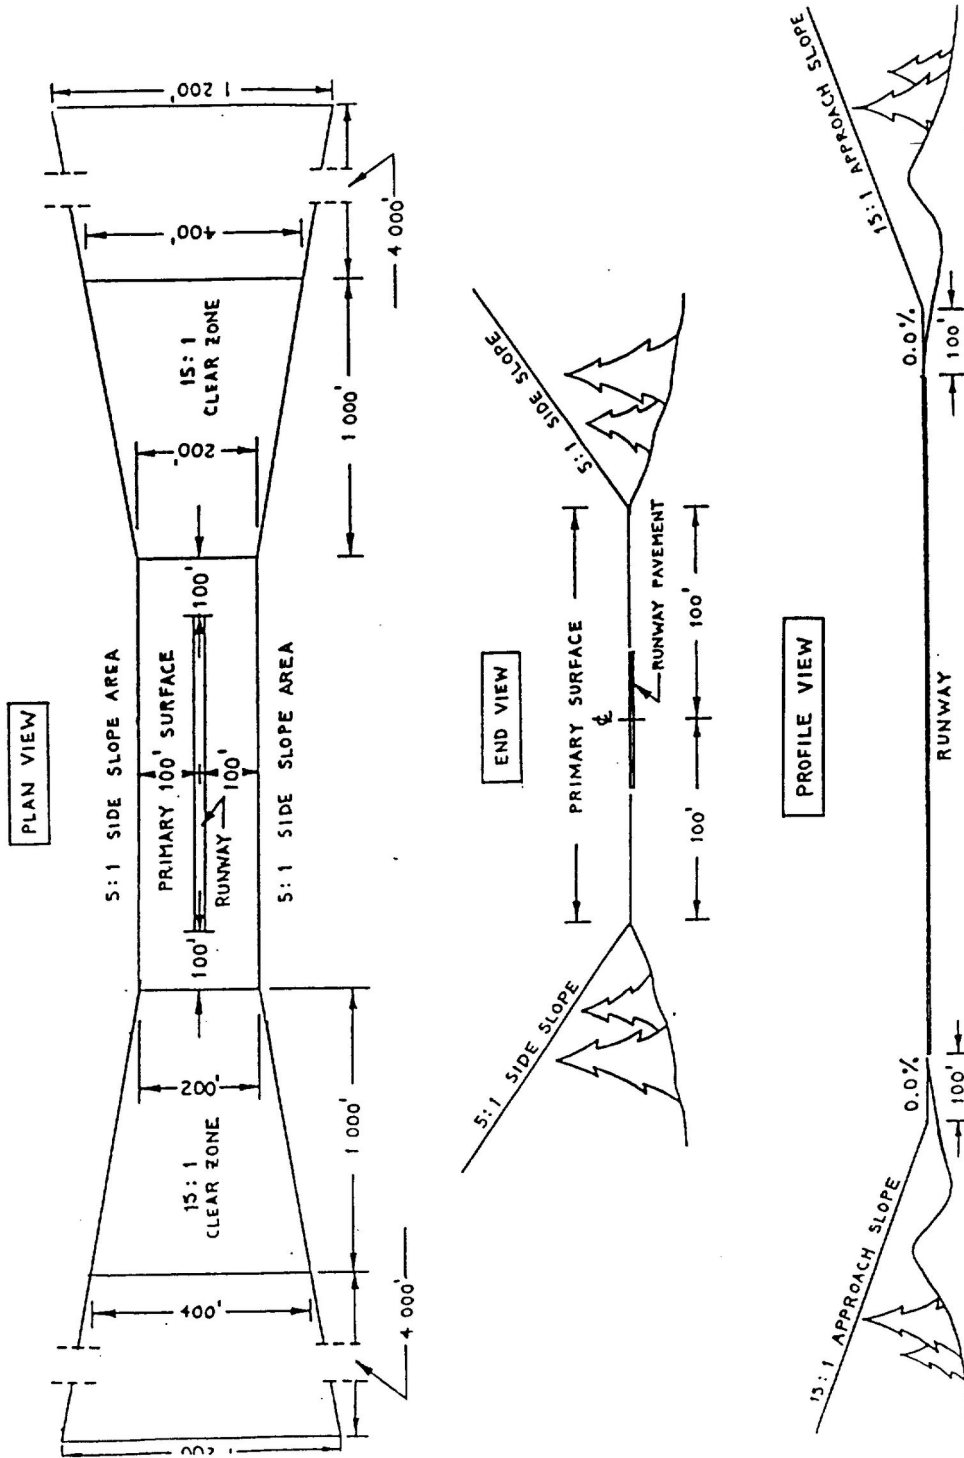 PLAN VIEW
5:1 SIDE SLOPE AREA
PRIMARY SURFACE
100'
100'
RUNWAY
100'
100'
5:1 SIDE SLOPE AREA
400'
15:1
CLEAR ZONE
200'
1 000'
4 000'
200'
15:1
CLEAR ZONE
400'
1 200'
1 000'
4 000'
END VIEW
5:1 SIDE SLOPE
PRIMARY SURFACE
℄
5:1 SIDE SLOPE
RUNWAY PAVEMENT
100'
100'
PROFILE VIEW
15:1 APPROACH SLOPE
0.0%
100'
RUNWAY
0.0%
100'
15:1 APPROACH SLOPE